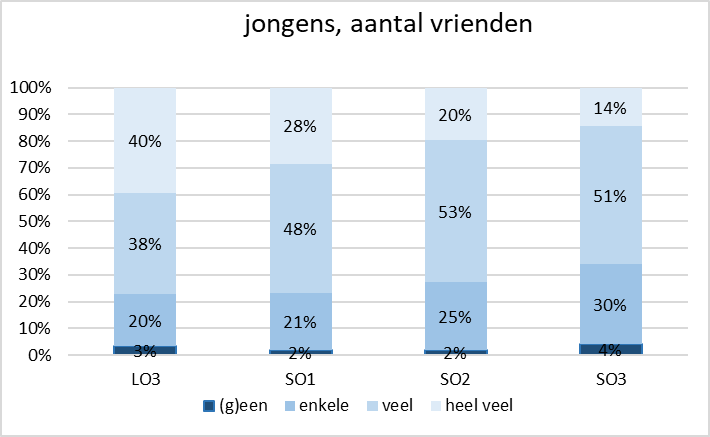 jongens, aantal vrienden
100%
90%
80%
70%
60%
50%
40%
30%
20%
10%
0%
40% 28% 20% 14%
38% 48% 53% 51%
20% 21% 25% 30%
3% 2% 2% 4%
LO3 SO1 SO2 SO3
(g)een enkele veel heel veel